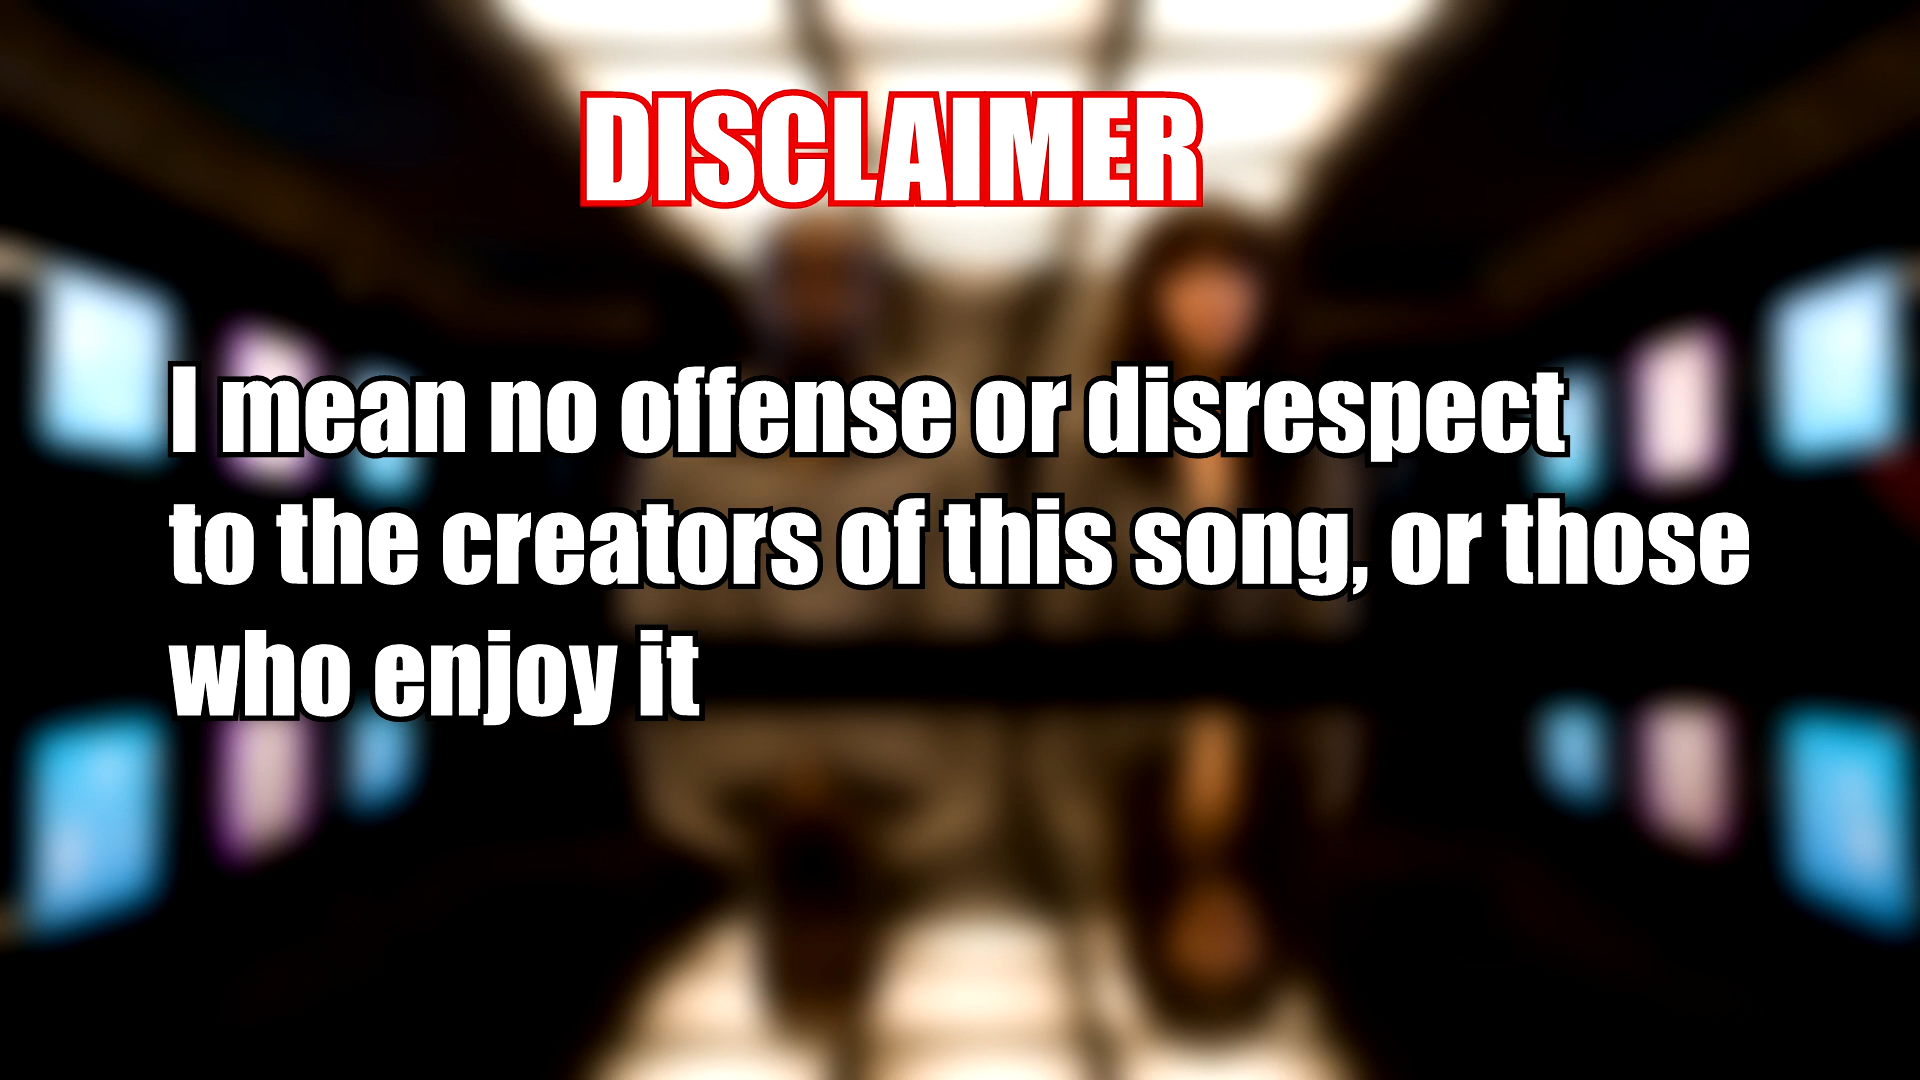 DISCLAIMER
I mean no offense or disrespect
to the creators of this song, or those
who enjoy it